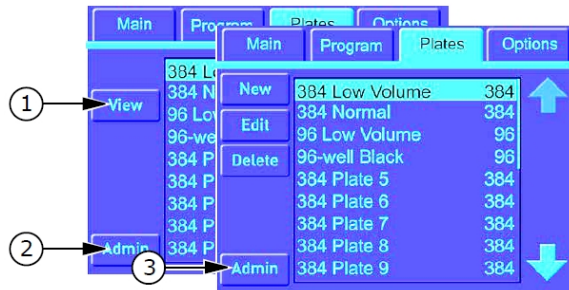 Main Program Plates Options
384 L
View 384 N
96 Lo
96-we
384 P
384 P
384 P
384 P
Admin 384 P
1
2
3
Main Program Plates Options
New 384 Low Volume 384
384 Normal 384
Edit 96 Low Volume 96
Delete 96-well Black 96
384 Plate 5 384
384 Plate 6 384
384 Plate 7 384
384 Plate 8 384
Admin 384 Plate 9 384